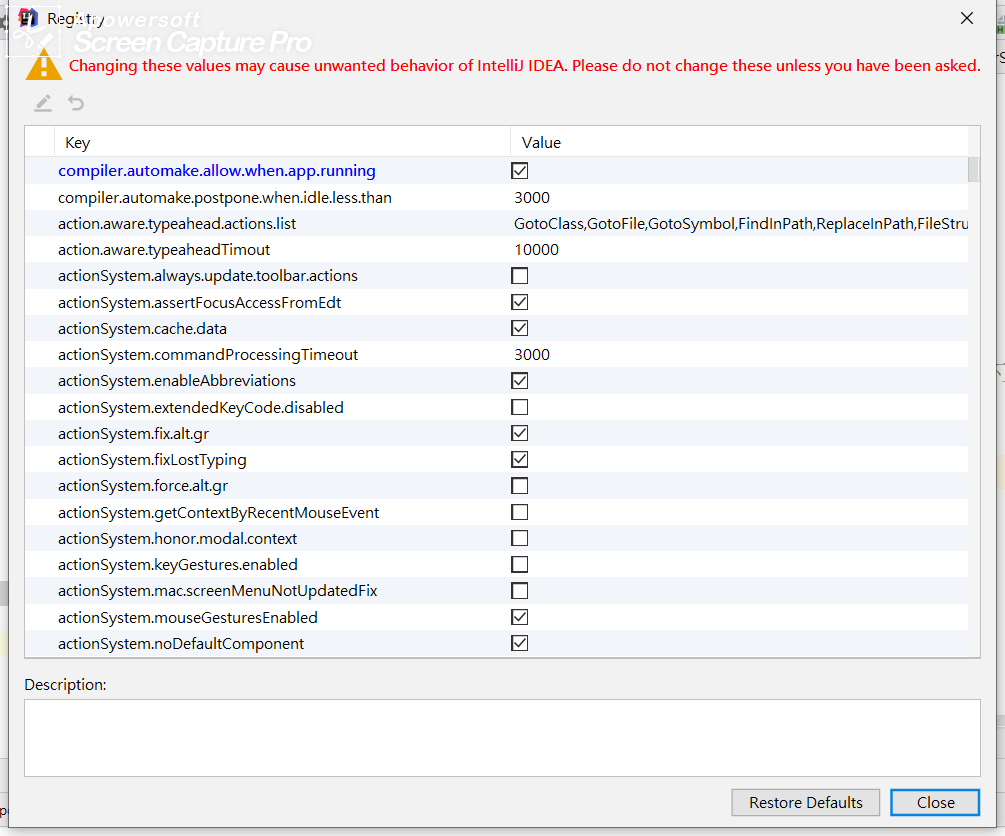 Registry
Apowersoft
Screen Capture Pro
Changing these values may cause unwanted behavior of IntelliJ IDEA. Please do not change these unless you have been asked.
Key Value
compiler.automake.allow.when.app.running
compiler.automake.postpone.when.idle.less.than 3000
action.aware.typeahead.actions.list GotoClass,GotoFile,GotoSymbol,FindInPath,ReplaceInPath,FileStru
action.aware.typeaheadTimout 10000
actionSystem.always.update.toolbar.actions
actionSystem.assertFocusAccessFromEdt
actionSystem.cache.data
actionSystem.commandProcessingTimeout 3000
actionSystem.enableAbbreviations
actionSystem.extendedKeyCode.disabled
actionSystem.fix.alt.gr
actionSystem.fixLostTyping
actionSystem.force.alt.gr
actionSystem.getContextByRecentMouseEvent
actionSystem.honor.modal.context
actionSystem.keyGestures.enabled
actionSystem.mac.screenMenuNotUpdatedFix
actionSystem.mouseGesturesEnabled
actionSystem.noDefaultComponent
Description:
Restore Defaults Close